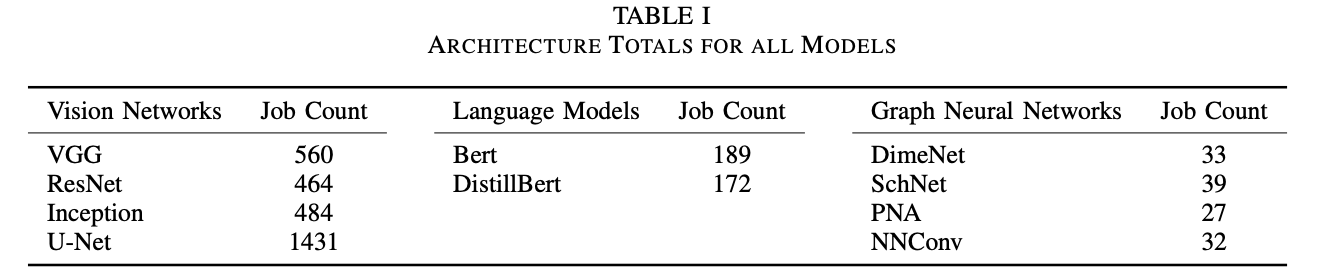 TABLE I
ARCHITECTURE TOTALS FOR ALL MODELS
Vision Networks Job Count Language Models Job Count Graph Neural Networks Job Count
VGG 560 Bert 189 DimeNet 33
ResNet 464 DistillBert 172 SchNet 39
Inception 484 PNA 27
U-Net 1431 NNConv 32